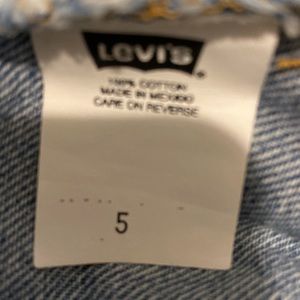 LEVI'S
100% COTTON
MADE IN MEXICO
CARE ON REVERSE
5